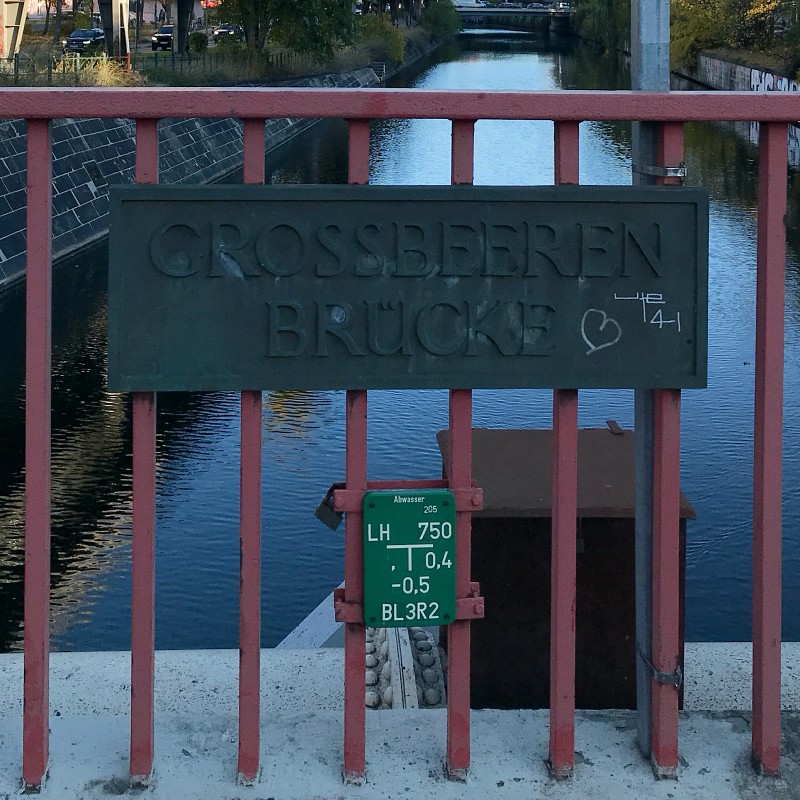 GROSSBEEREN
BRÜCKE
Abwasser
205
LH 750
, T 0,4
-0,5
BL3R2